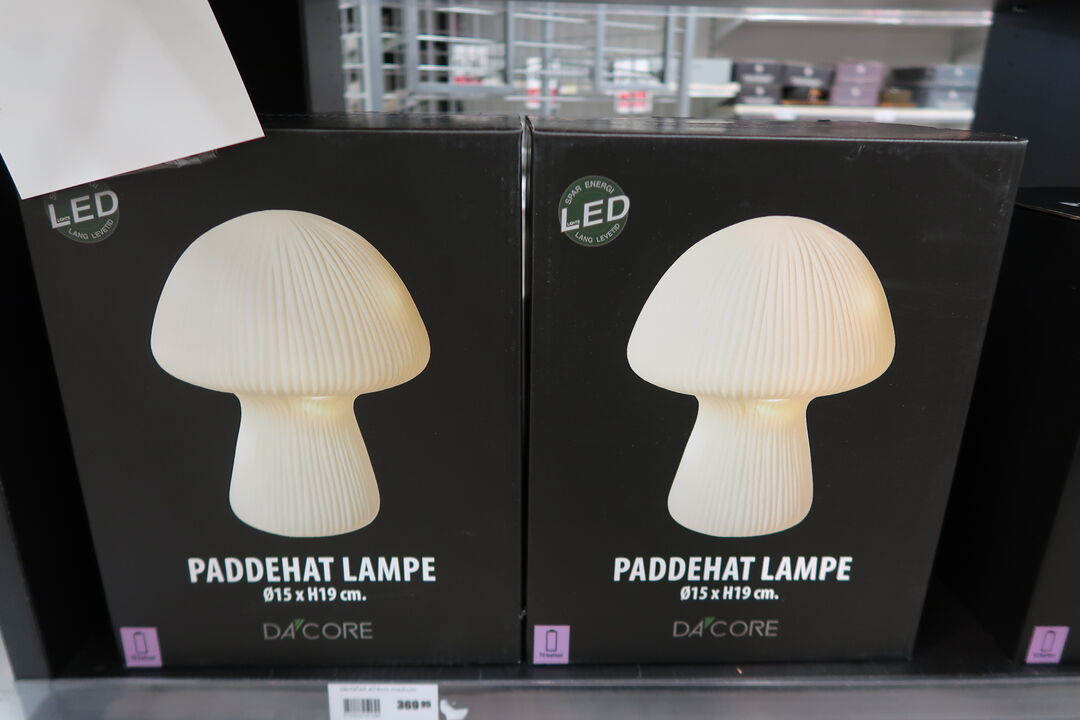 LED
LANG LEVETID
PADDEHAT LAMPE
Ø15 x H19 cm.
DA'CORE
SPAR ENERGI
LED
LANG LEVETID
PADDEHAT LAMPE
Ø15 x H19 cm.
DA'CORE
369 95